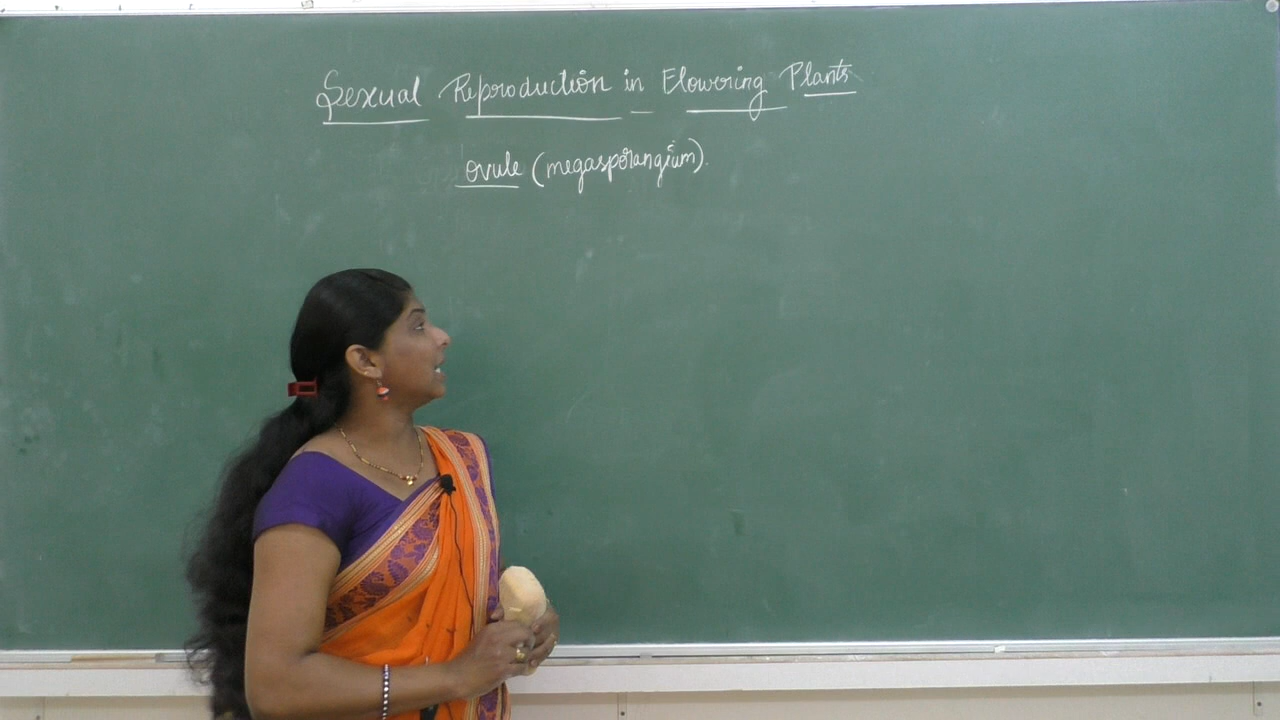 Sexual Reproduction in Flowering Plants
ovule (megasporangium).